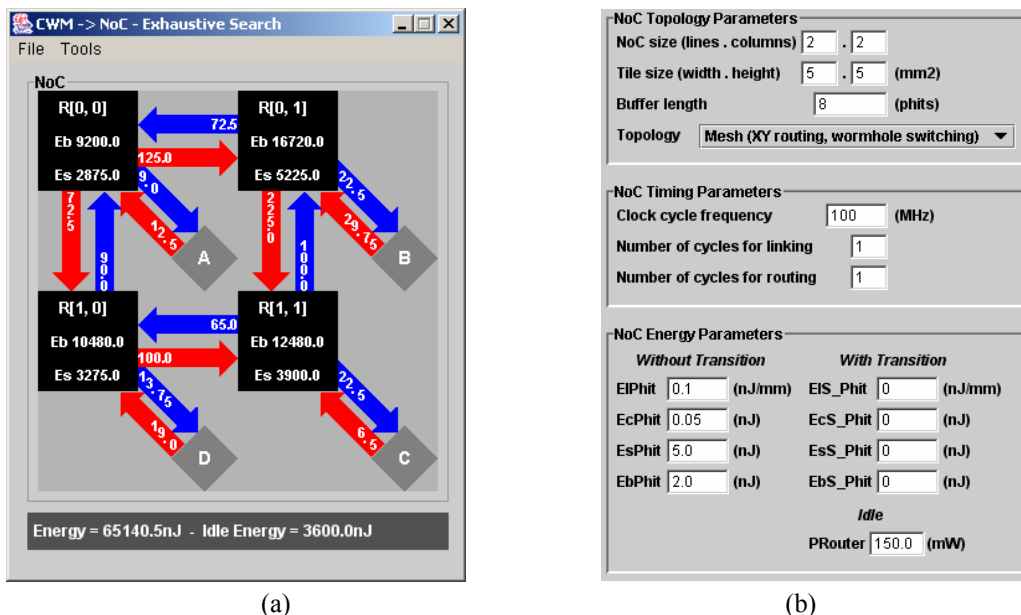 CWM -> NoC - Exhaustive Search
File Tools
NoC
R[0, 0]
Eb 9200.0
Es 2875.0
R[0, 1]
Eb 16720.0
Es 5225.0
72.5
125.0
9.0
12.5
A
22.5
29.75
B
72.5
90.0
225.0
100.0
R[1, 0]
Eb 10480.0
Es 3275.0
R[1, 1]
Eb 12480.0
Es 3900.0
65.0
100.0
13.75
19.0
D
22.5
6.5
C
Energy = 65140.5nJ - Idle Energy = 3600.0nJ
(a)
NoC Topology Parameters
NoC size (lines . columns) 2 . 2
Tile size (width . height) 5 . 5 (mm2)
Buffer length 8 (phits)
Topology Mesh (XY routing, wormhole switching)
NoC Timing Parameters
Clock cycle frequency 100 (MHz)
Number of cycles for linking 1
Number of cycles for routing 1
NoC Energy Parameters
Without Transition With Transition
ElPhit 0.1 (nJ/mm) ElS_Phit 0 (nJ/mm)
EcPhit 0.05 (nJ) EcS_Phit 0 (nJ)
EsPhit 5.0 (nJ) EsS_Phit 0 (nJ)
EbPhit 2.0 (nJ) EbS_Phit 0 (nJ)
Idle
PRouter 150.0 (mW)
(b)